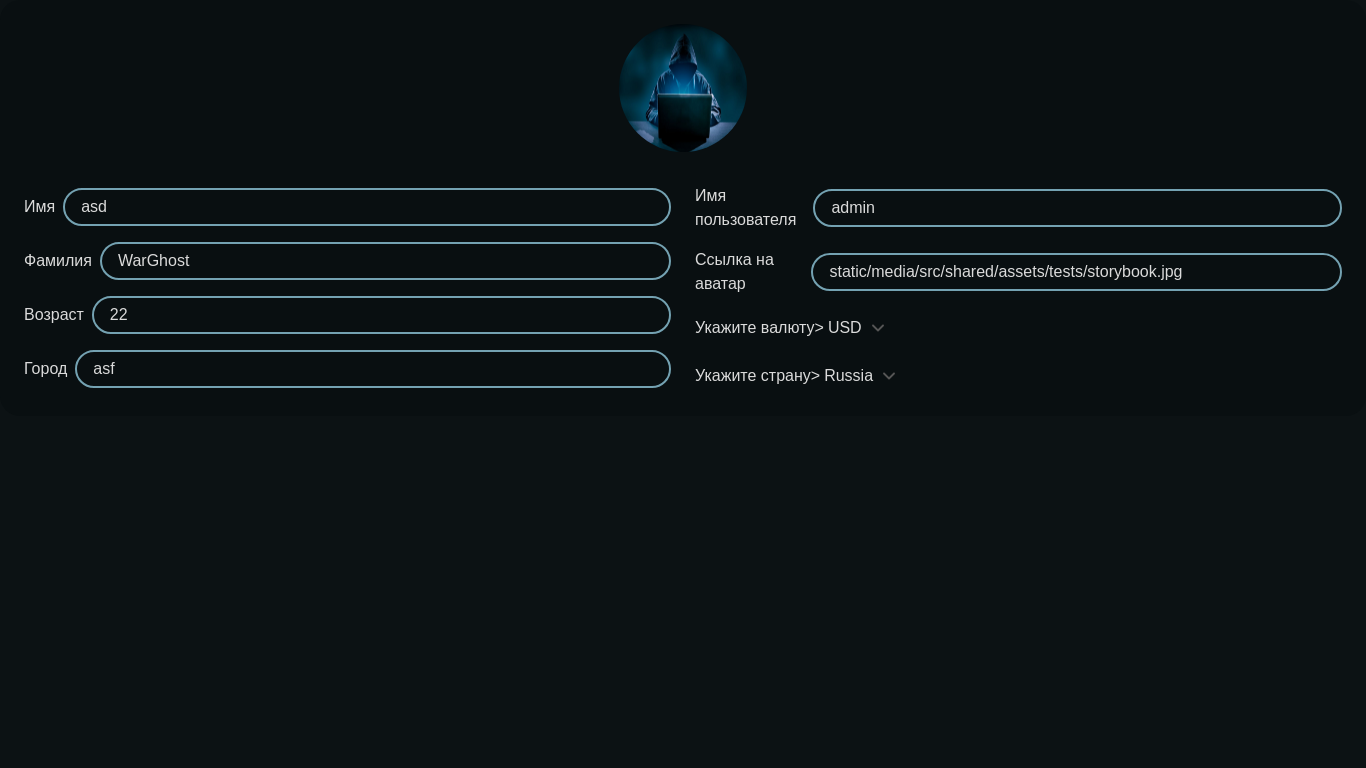 Имя asd
Фамилия WarGhost
Возраст 22
Город asf
Имя
пользователя admin
Ссылка на
аватар static/media/src/shared/assets/tests/storybook.jpg
Укажите валюту> USD
Укажите страну> Russia